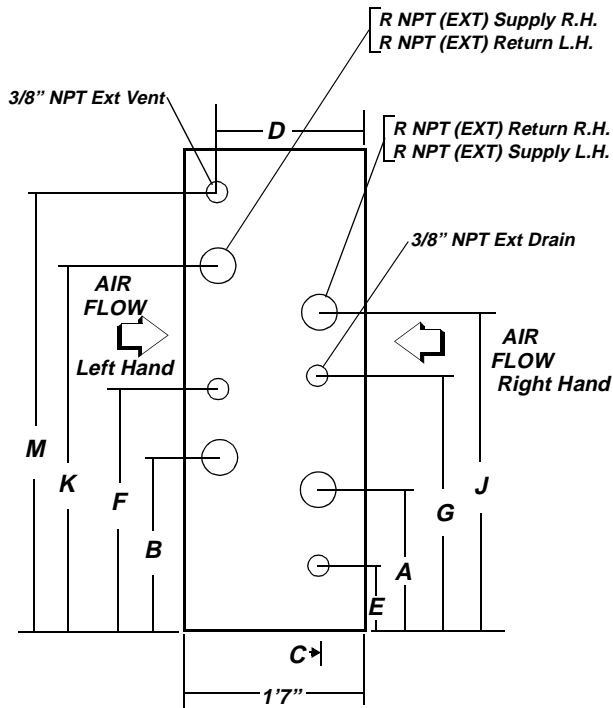 R NPT (EXT) Supply R.H.
R NPT (EXT) Return L.H.
3/8” NPT Ext Vent
D
R NPT (EXT) Return R.H.
R NPT (EXT) Supply L.H.
3/8” NPT Ext Drain
AIR
FLOW
Left Hand
AIR
FLOW
Right Hand
M
K
F
B
J
G
A
E
C
1’7”